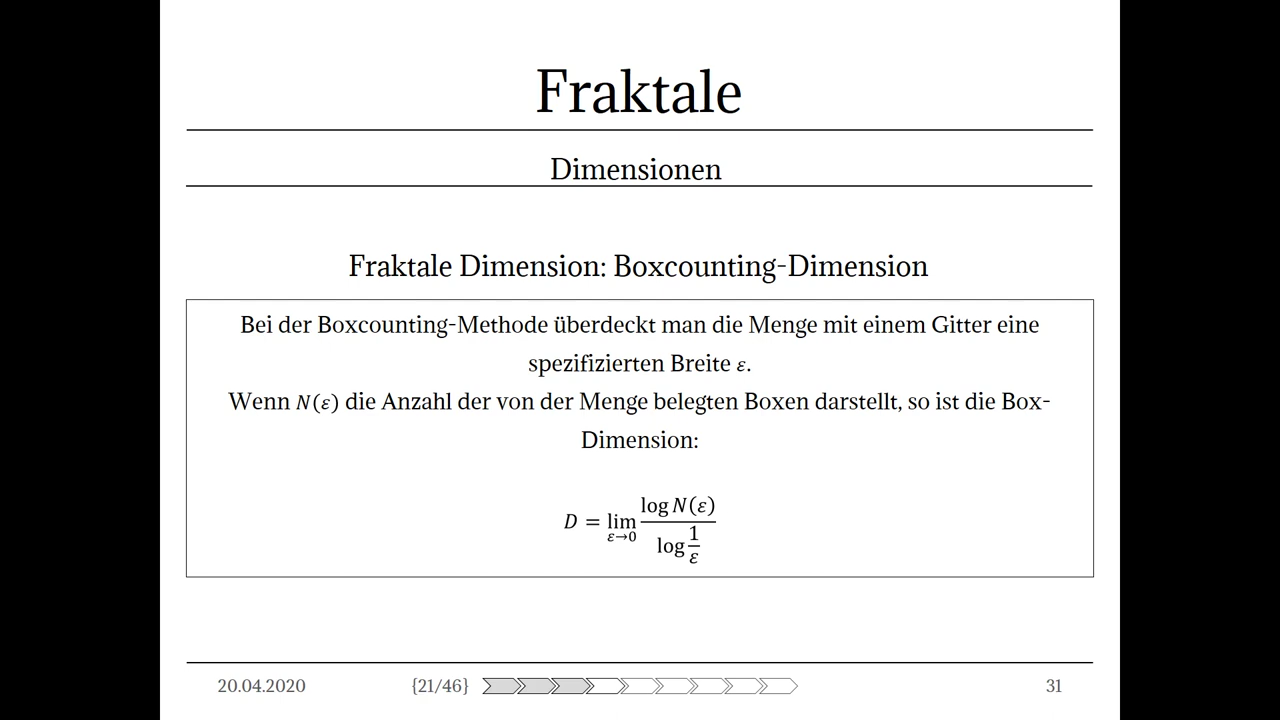 Fraktale
Dimensionen
Fraktale Dimension: Boxcounting-Dimension
Bei der Boxcounting-Methode überdeckt man die Menge mit einem Gitter eine
spezifizierten Breite ε.
Wenn N(ε) die Anzahl der von der Menge belegten Boxen darstellt, so ist die Box-
Dimension:
D = lim_{ε→0} \frac{log N(ε)}{log \frac{1}{ε}}
20.04.2020 {21/46} 31